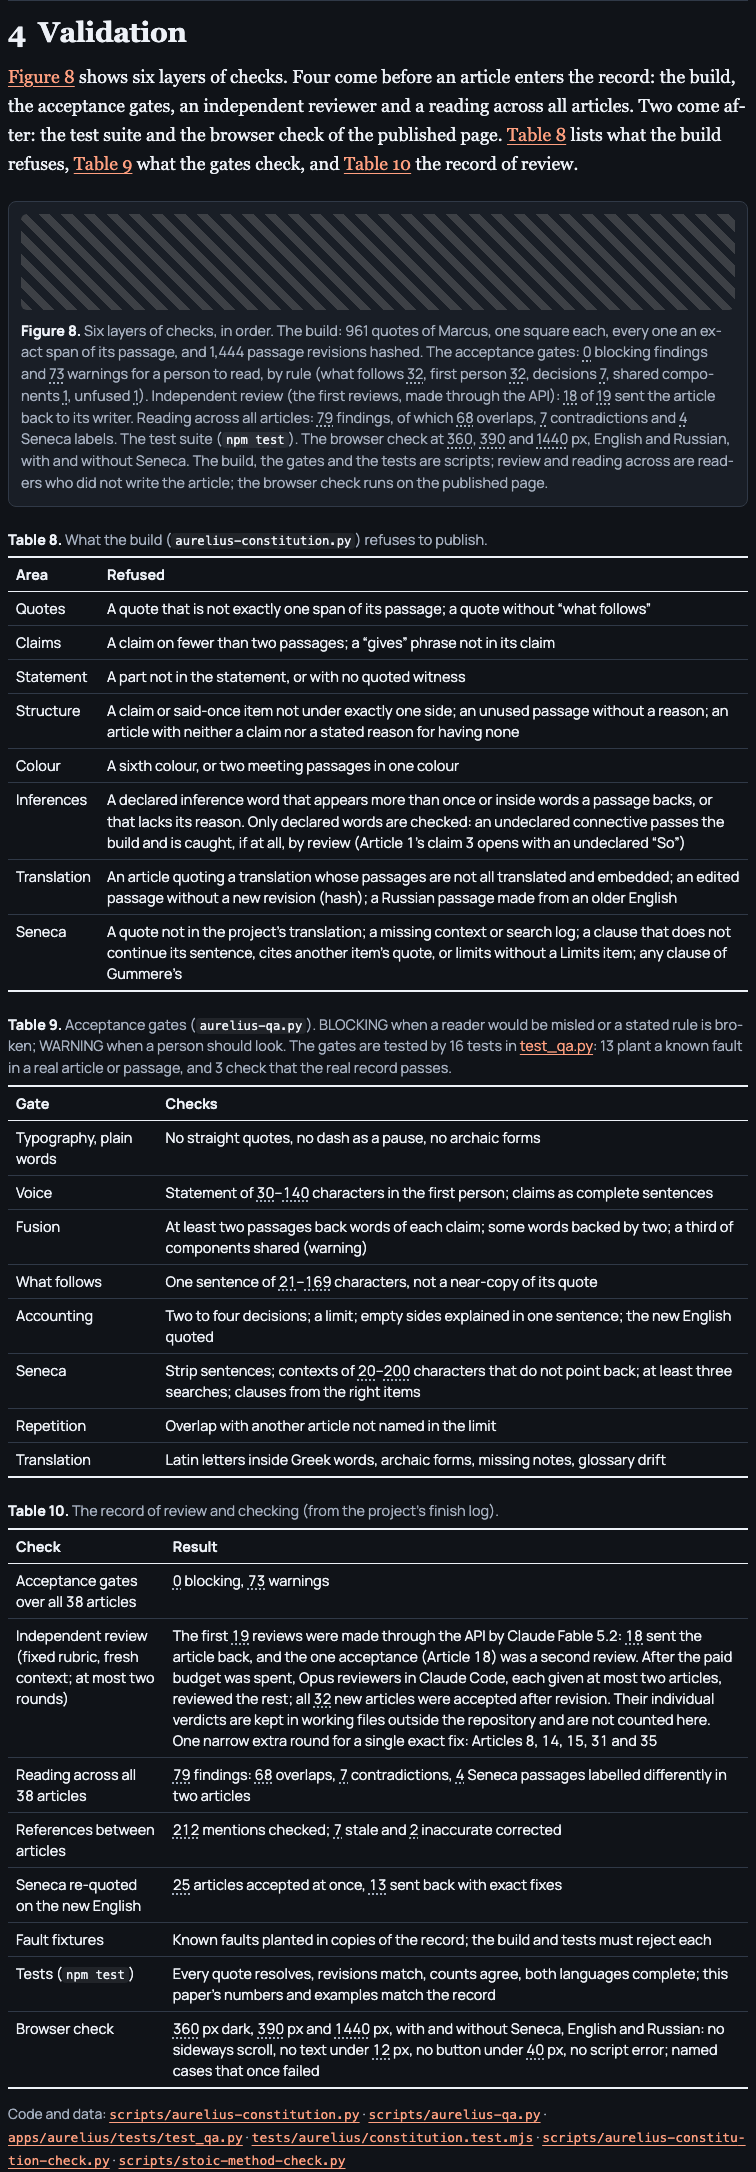 4 Validation
Figure 8 shows six layers of checks. Four come before an article enters the record: the build,
the acceptance gates, an independent reviewer and a reading across all articles. Two come af-
ter: the test suite and the browser check of the published page. Table 8 lists what the build
refuses, Table 9 what the gates check, and Table 10 the record of review.
Figure 8. Six layers of checks, in order. The build: 961 quotes of Marcus, one square each, every one an ex-
act span of its passage, and 1,444 passage revisions hashed. The acceptance gates: 0 blocking findings
and 73 warnings for a person to read, by rule (what follows 32, first person 32, decisions 7, shared compo-
nents 1, unfused 1). Independent review (the first reviews, made through the API): 18 of 19 sent the article
back to its writer. Reading across all articles: 79 findings, of which 68 overlaps, 7 contradictions and 4
Seneca labels. The test suite ( npm test ). The browser check at 360, 390 and 1440 px, English and Russian,
with and without Seneca. The build, the gates and the tests are scripts; review and reading across are read-
ers who did not write the article; the browser check runs on the published page.
Table 8. What the build ( aurelius-constitution.py ) refuses to publish.
Area Refused
Quotes A quote that is not exactly one span of its passage; a quote without “what follows”
Claims A claim on fewer than two passages; a “gives” phrase not in its claim
Statement A part not in the statement, or with no quoted witness
Structure A claim or said-once item not under exactly one side; an unused passage without a reason; an
article with neither a claim nor a stated reason for having none
Colour A sixth colour, or two meeting passages in one colour
Inferences A declared inference word that appears more than once or inside words a passage backs, or
that lacks its reason. Only declared words are checked: an undeclared connective passes the
build and is caught, if at all, by review (Article 1’s claim 3 opens with an undeclared “So”)
Translation An article quoting a translation whose passages are not all translated and embedded; an edited
passage without a new revision (hash); a Russian passage made from an older English
Seneca A quote not in the project’s translation; a missing context or search log; a clause that does not
continue its sentence, cites another item’s quote, or limits without a Limits item; any clause of
Gummere’s
Table 9. Acceptance gates ( aurelius-qa.py ). BLOCKING when a reader would be misled or a stated rule is bro-
ken; WARNING when a person should look. The gates are tested by 16 tests in test_qa.py: 13 plant a known fault
in a real article or passage, and 3 check that the real record passes.
Gate Checks
Typography, plain No straight quotes, no dash as a pause, no archaic forms
words
Voice Statement of 30–140 characters in the first person; claims as complete sentences
Fusion At least two passages back words of each claim; some words backed by two; a third of
components shared (warning)
What follows One sentence of 21–169 characters, not a near-copy of its quote
Accounting Two to four decisions; a limit; empty sides explained in one sentence; the new English
quoted
Seneca Strip sentences; contexts of 20–200 characters that do not point back; at least three
searches; clauses from the right items
Repetition Overlap with another article not named in the limit
Translation Latin letters inside Greek words, archaic forms, missing notes, glossary drift
Table 10. The record of review and checking (from the project’s finish log).
Check Result
Acceptance gates 0 blocking, 73 warnings
over all 38 articles
Independent review The first 19 reviews were made through the API by Claude Fable 5.2: 18 sent the
(fixed rubric, fresh article back, and the one acceptance (Article 18) was a second review. After the paid
context; at most two budget was spent, Opus reviewers in Claude Code, each given at most two articles,
rounds) reviewed the rest; all 32 new articles were accepted after revision. Their individual
verdicts are kept in working files outside the repository and are not counted here.
One narrow extra round for a single exact fix: Articles 8, 14, 15, 31 and 35
Reading across all 79 findings: 68 overlaps, 7 contradictions, 4 Seneca passages labelled differently in
38 articles two articles
References between 212 mentions checked; 7 stale and 2 inaccurate corrected
articles
Seneca re-quoted 25 articles accepted at once, 13 sent back with exact fixes
on the new English
Fault fixtures Known faults planted in copies of the record; the build and tests must reject each
Tests ( npm test ) Every quote resolves, revisions match, counts agree, both languages complete; this
paper’s numbers and examples match the record
Browser check 360 px dark, 390 px and 1440 px, with and without Seneca, English and Russian: no
sideways scroll, no text under 12 px, no button under 40 px, no script error; named
cases that once failed
Code and data: scripts/aurelius-constitution.py · scripts/aurelius-qa.py ·
apps/aurelius/tests/test_qa.py · tests/aurelius/constitution.test.mjs · scripts/aurelius-constitu-
tion-check.py · scripts/stoic-method-check.py